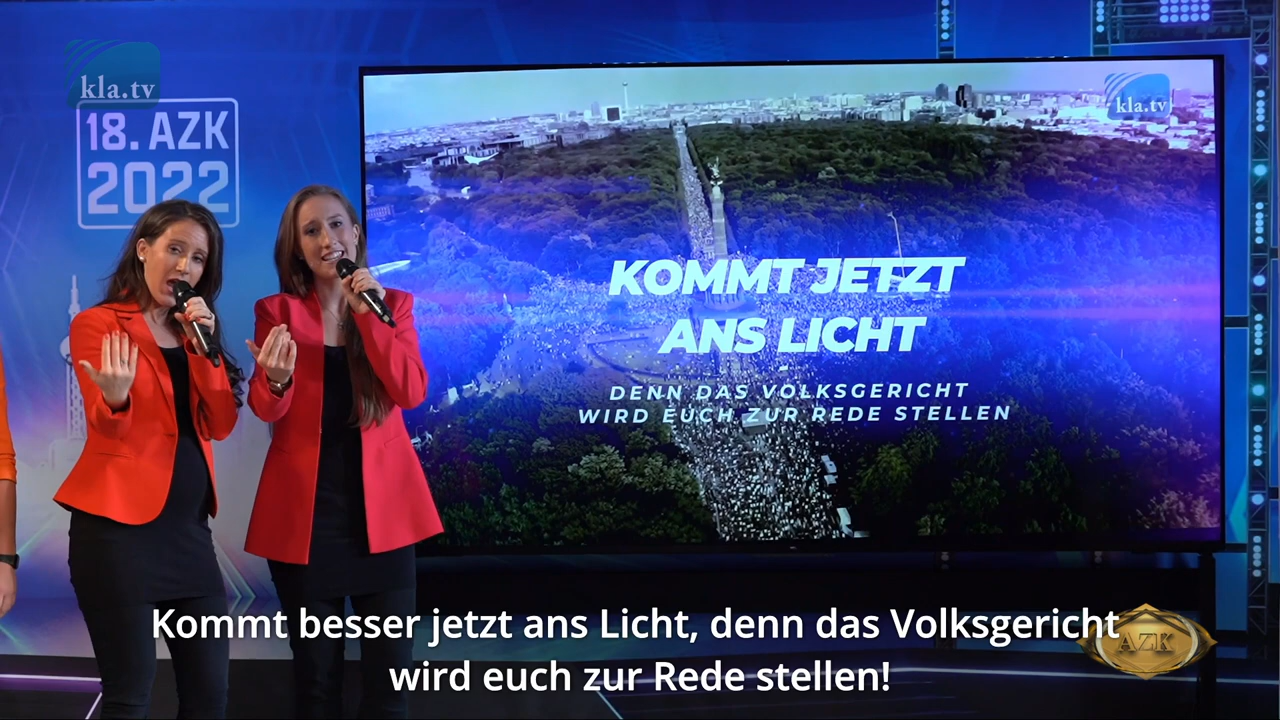 kla.tv
18. AZK
2022
kla.tv
KOMMT JETZT
ANS LICHT
DENN DAS VOLKSGERICHT
WIRD EUCH ZUR REDE STELLEN
Kommt besser jetzt ans Licht, denn das Volksgericht
wird euch zur Rede stellen!
AZK